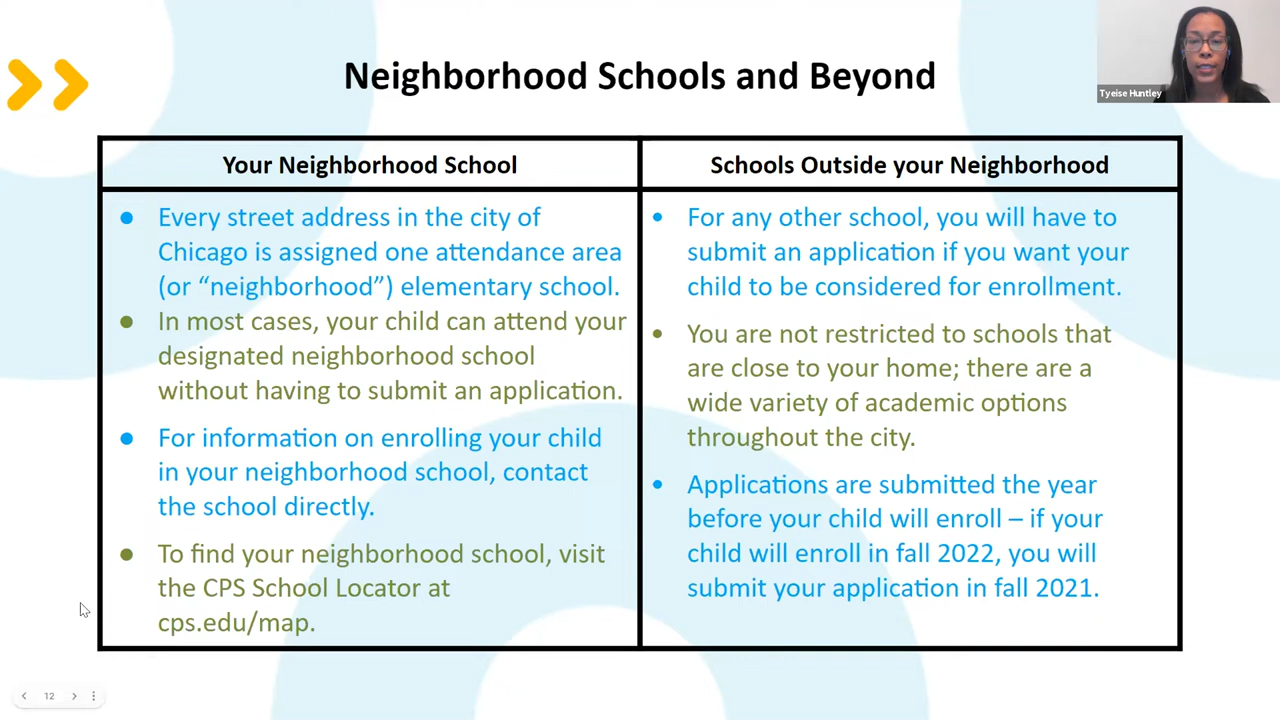 Neighborhood Schools and Beyond
Tyeise Huntley
Your Neighborhood School
● Every street address in the city of
Chicago is assigned one attendance area
(or “neighborhood”) elementary school.
● In most cases, your child can attend your
designated neighborhood school
without having to submit an application.
● For information on enrolling your child
in your neighborhood school, contact
the school directly.
● To find your neighborhood school, visit
the CPS School Locator at
cps.edu/map.
Schools Outside your Neighborhood
• For any other school, you will have to
submit an application if you want your
child to be considered for enrollment.
• You are not restricted to schools that
are close to your home; there are a
wide variety of academic options
throughout the city.
• Applications are submitted the year
before your child will enroll – if your
child will enroll in fall 2022, you will
submit your application in fall 2021.
12